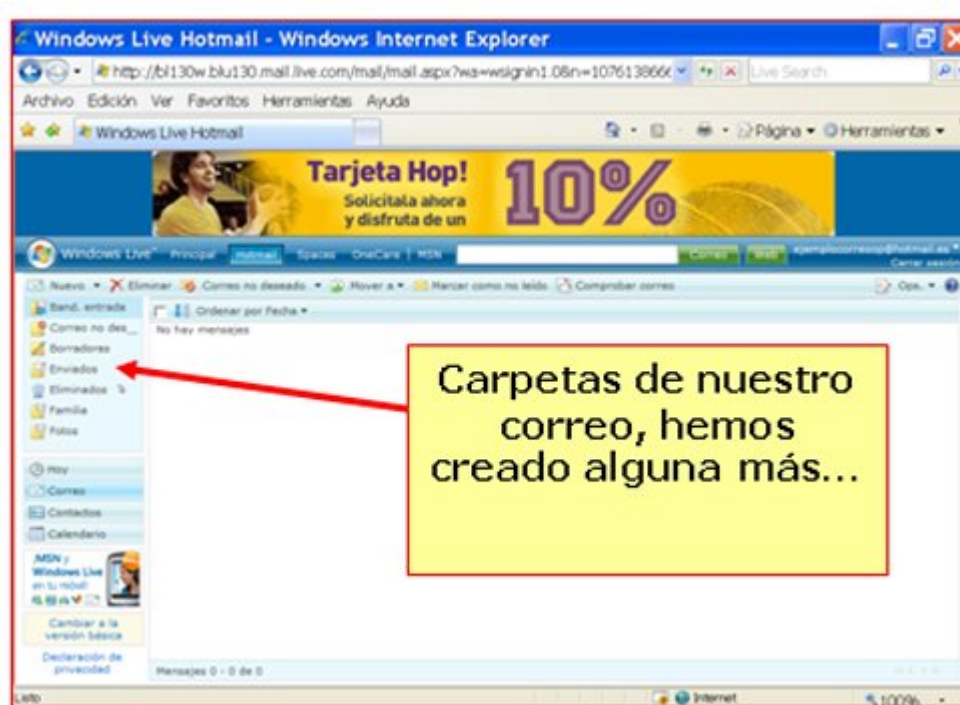 Windows Live Hotmail - Windows Internet Explorer
http://bl130w.blu130.mail.live.com/mail/mail.aspx?wa=wsignin1.0&n=107613866 Live Search
Archivo Edición Ver Favoritos Herramientas Ayuda
Windows Live Hotmail Página Herramientas
Tarjeta Hop!
Solicítala ahora
y disfruta de un
10%
Windows Live Principal Hotmail Spaces OneCare | MSN Correo Web
Cerrar sesión
Nuevo Eliminar Correo no deseado Mover a Marcar como no leído Comprobar correo Ops.
Band. entrada
Ordenar por Fecha
Correo no des_
No hay mensajes
Borradores
Enviados
Eliminados
Familia
Fotos
Carpetas de nuestro
correo, hemos
creado alguna más...
Hoy
Correo
Contactos
Calendario
MSN y
Windows Live
en tu móvil
Cambiar a la
versión básica
Declaración de
privacidad
Mensajes 0 - 0 de 0
Listo Internet 100%